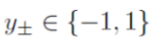 y± ∈ {−1, 1}